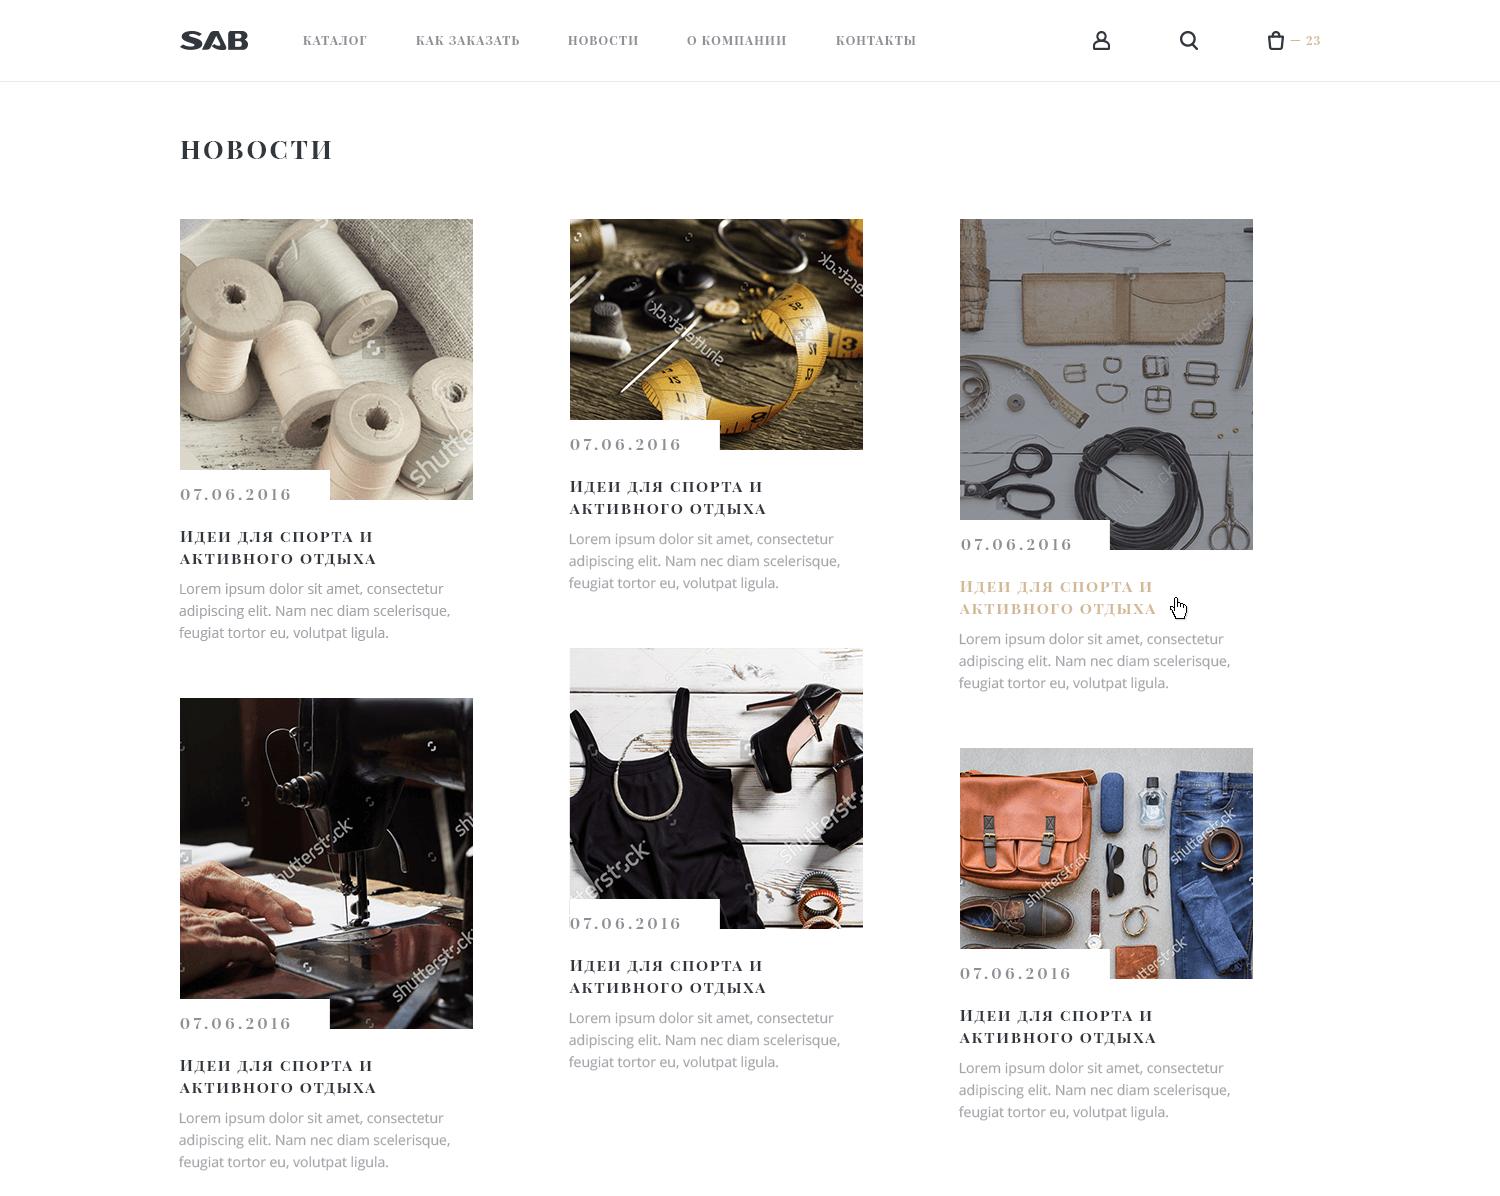 SAB
КАТАЛОГ
КАК ЗАКАЗАТЬ
НОВОСТИ
О КОМПАНИИ
КОНТАКТЫ
— 23
НОВОСТИ
07.06.2016
Идеи для спорта и
активного отдыха
Lorem ipsum dolor sit amet, consectetur
adipiscing elit. Nam nec diam scelerisque,
feugiat tortor eu, volutpat ligula.
07.06.2016
Идеи для спорта и
активного отдыха
Lorem ipsum dolor sit amet, consectetur
adipiscing elit. Nam nec diam scelerisque,
feugiat tortor eu, volutpat ligula.
07.06.2016
Идеи для спорта и
активного отдыха
Lorem ipsum dolor sit amet, consectetur
adipiscing elit. Nam nec diam scelerisque,
feugiat tortor eu, volutpat ligula.
07.06.2016
Идеи для спорта и
активного отдыха
Lorem ipsum dolor sit amet, consectetur
adipiscing elit. Nam nec diam scelerisque,
feugiat tortor eu, volutpat ligula.
07.06.2016
Идеи для спорта и
активного отдыха
Lorem ipsum dolor sit amet, consectetur
adipiscing elit. Nam nec diam scelerisque,
feugiat tortor eu, volutpat ligula.
07.06.2016
Идеи для спорта и
активного отдыха
Lorem ipsum dolor sit amet, consectetur
adipiscing elit. Nam nec diam scelerisque,
feugiat tortor eu, volutpat ligula.